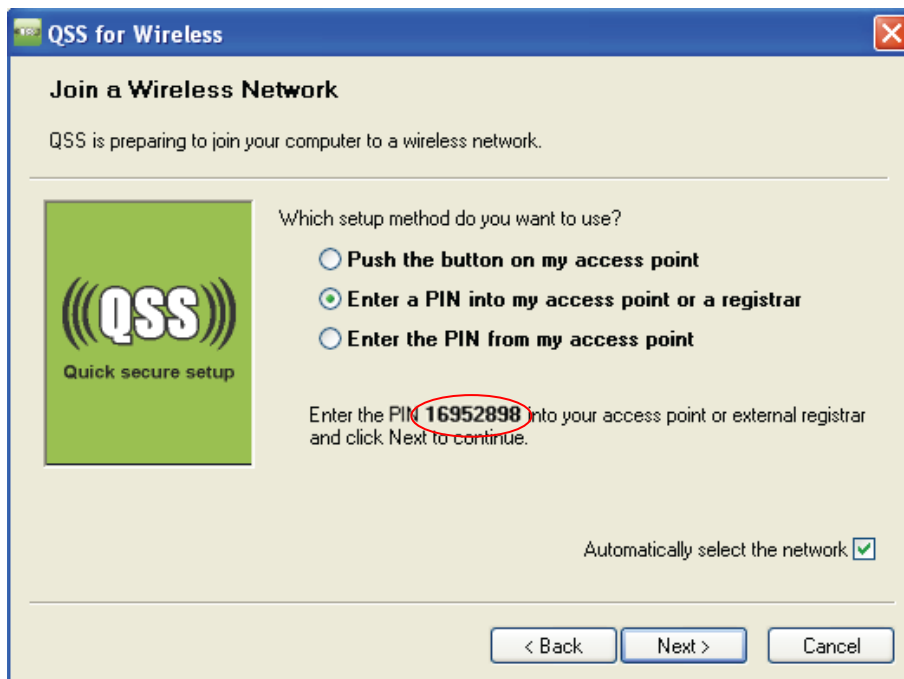 QSS for Wireless
Join a Wireless Network
QSS is preparing to join your computer to a wireless network.
Which setup method do you want to use?
Push the button on my access point
Enter a PIN into my access point or a registrar
Enter the PIN from my access point
(((QSS)))
Quick secure setup
Enter the PIN 16952898 into your access point or external registrar
and click Next to continue.
Automatically select the network
< Back
Next >
Cancel